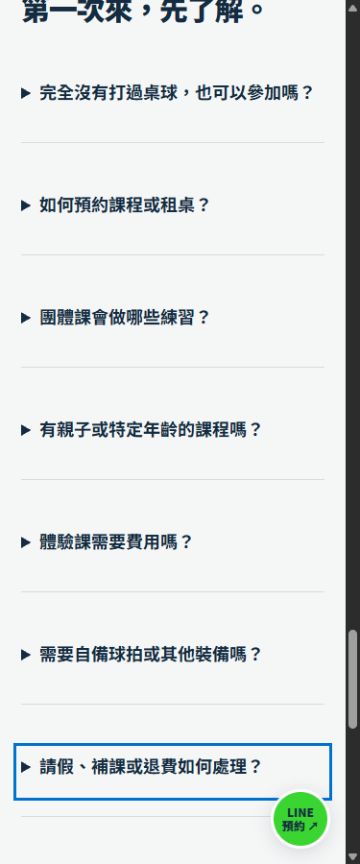 第一次來，先了解。
完全沒有打過桌球，也可以參加嗎？
如何預約課程或租桌？
團體課會做哪些練習？
有親子或特定年齡的課程嗎？
體驗課需要費用嗎？
需要自備球拍或其他裝備嗎？
請假、補課或退費如何處理？
LINE
預約 ↗